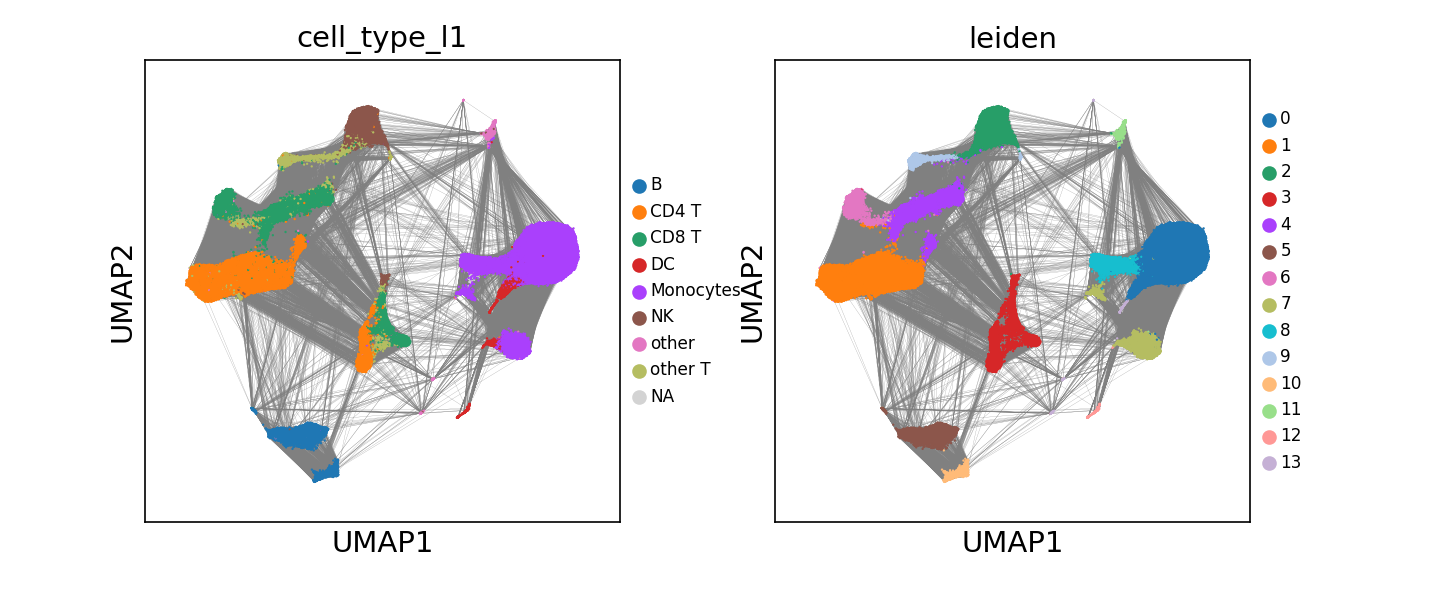 cell_type_l1
UMAP2
UMAP1
B
CD4 T
CD8 T
DC
Monocytes
NK
other
other T
NA
leiden
UMAP2
UMAP1
0
1
2
3
4
5
6
7
8
9
10
11
12
13